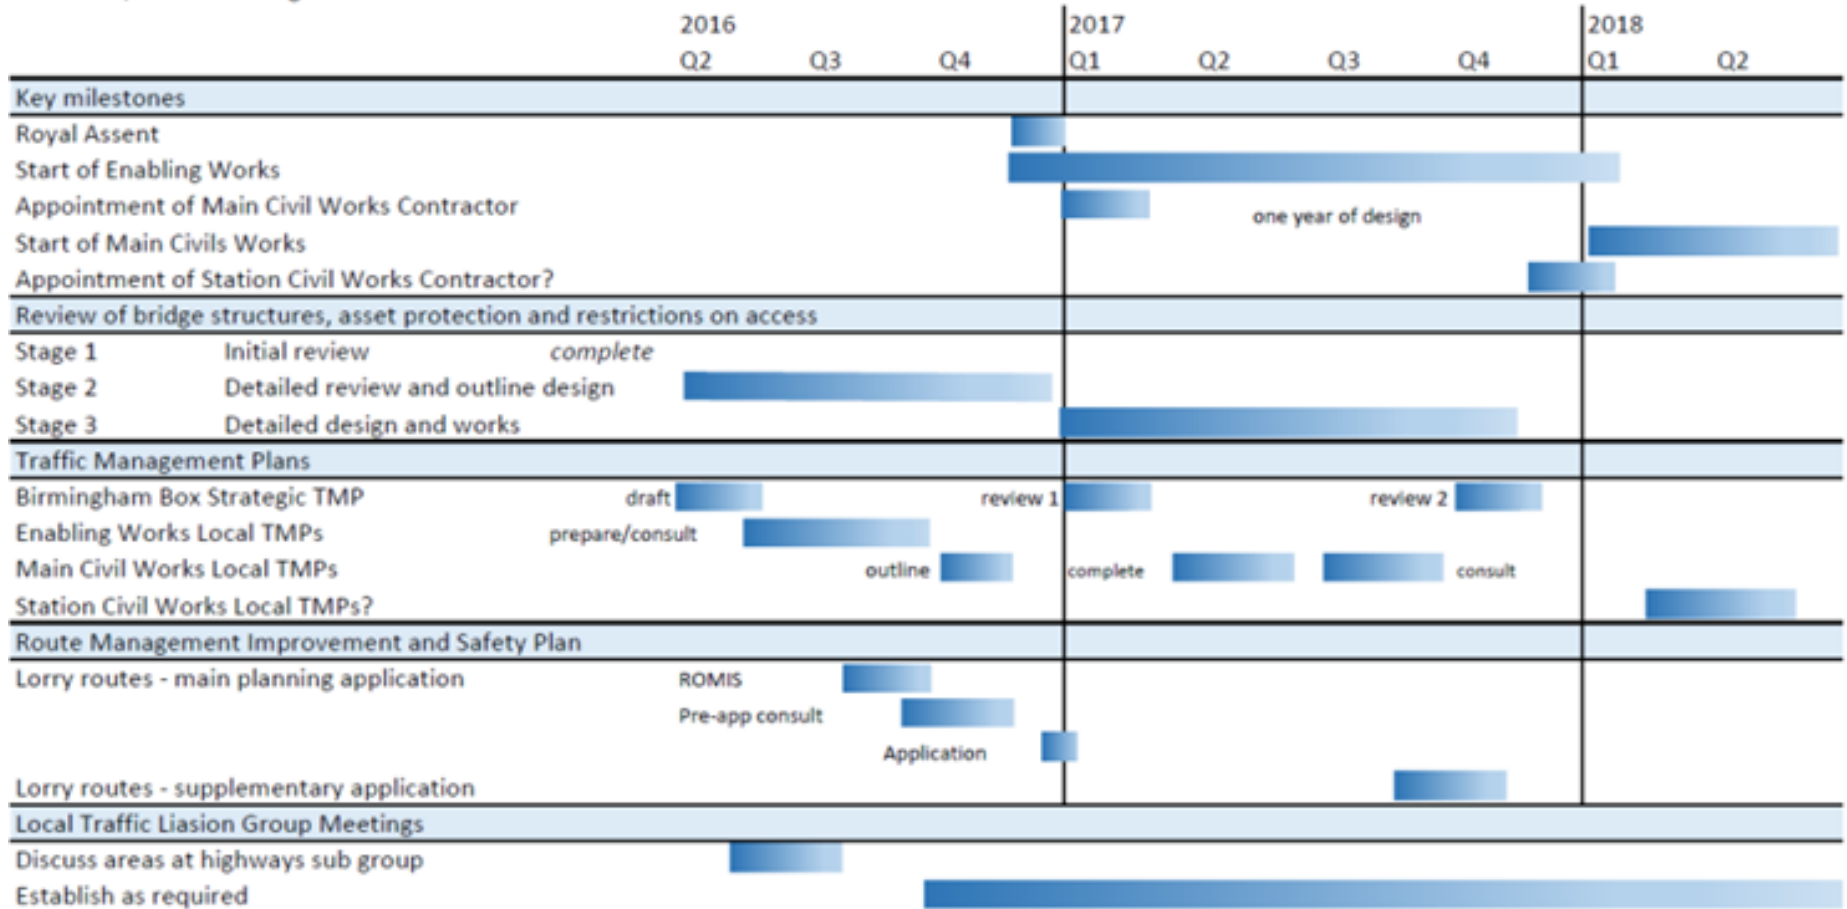 2016 2017 2018
Q2 Q3 Q4 Q1 Q2 Q3 Q4 Q1 Q2
Key milestones
Royal Assent
Start of Enabling Works
Appointment of Main Civil Works Contractor
one year of design
Start of Main Civils Works
Appointment of Station Civil Works Contractor?
Review of bridge structures, asset protection and restrictions on access
Stage 1 Initial review complete
Stage 2 Detailed review and outline design
Stage 3 Detailed design and works
Traffic Management Plans
Birmingham Box Strategic TMP draft review 1 review 2
Enabling Works Local TMPs prepare/consult
Main Civil Works Local TMPs outline complete consult
Station Civil Works Local TMPs?
Route Management Improvement and Safety Plan
Lorry routes - main planning application ROMIS
Pre-app consult
Application
Lorry routes - supplementary application
Local Traffic Liasion Group Meetings
Discuss areas at highways sub group
Establish as required